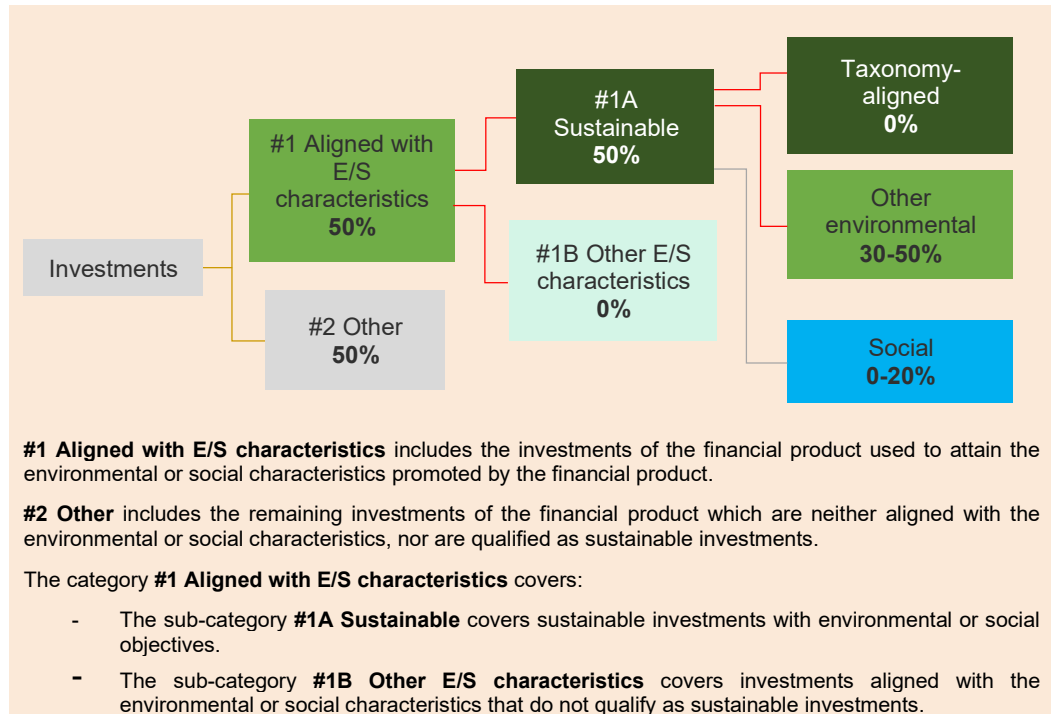 Investments
#1 Aligned with
E/S
characteristics
50%
#2 Other
50%
#1A
Sustainable
50%
#1B Other E/S
characteristics
0%
Taxonomy-
aligned
0%
Other
environmental
30-50%
Social
0-20%
#1 Aligned with E/S characteristics includes the investments of the financial product used to attain the
environmental or social characteristics promoted by the financial product.
#2 Other includes the remaining investments of the financial product which are neither aligned with the
environmental or social characteristics, nor are qualified as sustainable investments.
The category #1 Aligned with E/S characteristics covers:
- The sub-category #1A Sustainable covers sustainable investments with environmental or social
objectives.
- The sub-category #1B Other E/S characteristics covers investments aligned with the
environmental or social characteristics that do not qualify as sustainable investments.